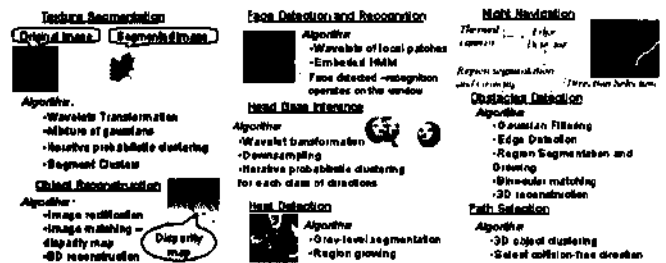 Texture Segmentation
Original Image
Segmented Image
Algorithm:
•Wavelets Transformation
•Mixture of gaussians
•Iterative probabilistic clustering
•Segment Clusters
Object Reconstruction
Algorithm:
•Image rectification
•Image matching –
disparity map
•3D reconstruction
Disparity
map
Face Detection and Recognition
Algorithm
•Wavelets of local patches
•Embeded HMM
Face detected –recognition
operates on the window
Head Gaze Inference
Algorithm
•Wavelet transformation
•Downsampling
•Iterative probabilistic clustering
for each class of directions
Heat Detection
Algorithm
•Gray-level segmentation
•Region growing
Night Navigation
Thermal
camera
Edge
Detector
Region segmentation
and growing
Direction Selection
Obstacles Detection
Algorithm
•Gaussian Filtering
•Edge Detection
•Region Segmentation and
Growing
•Binocular matching
•3D reconstruction
Path Selection
Algorithm
•3D object clustering
•Select collision-free direction